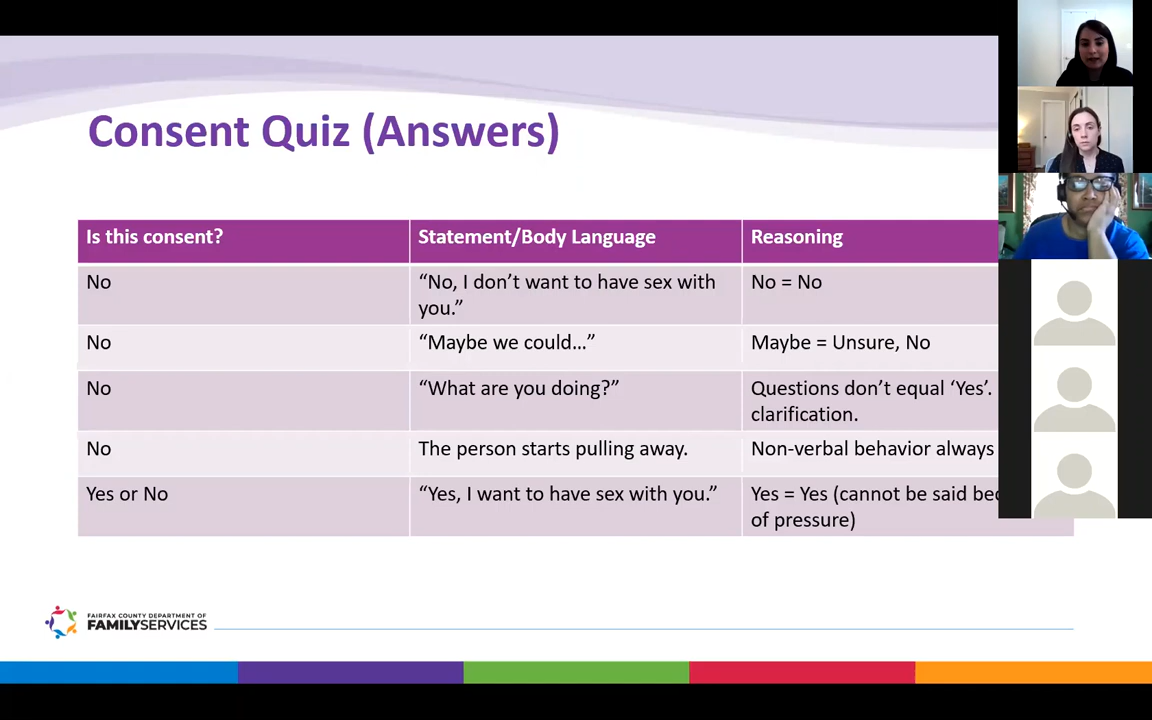 Consent Quiz (Answers)
Is this consent? Statement/Body Language Reasoning
No “No, I don’t want to have sex with No = No
you.”
No “Maybe we could…” Maybe = Unsure, No
No “What are you doing?” Questions don’t equal ‘Yes’.
clarification.
No The person starts pulling away. Non-verbal behavior always
Yes or No “Yes, I want to have sex with you.” Yes = Yes (cannot be said
of pressure)
FAIRFAX COUNTY DEPARTMENT OF
FAMILYSERVICES